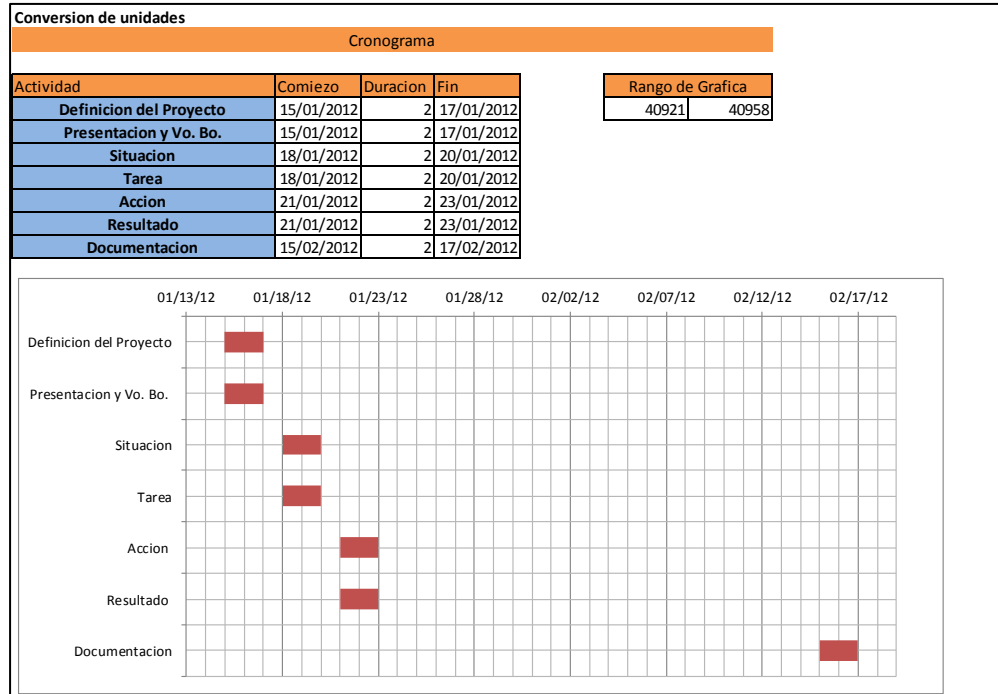 Conversion de unidades
Cronograma
Actividad Comiezo Duracion Fin
Definicion del Proyecto 15/01/2012 2 17/01/2012
Presentacion y Vo. Bo. 15/01/2012 2 17/01/2012
Situacion 18/01/2012 2 20/01/2012
Tarea 18/01/2012 2 20/01/2012
Accion 21/01/2012 2 23/01/2012
Resultado 21/01/2012 2 23/01/2012
Documentacion 15/02/2012 2 17/02/2012
Rango de Grafica
40921 40958
01/13/12 01/18/12 01/23/12 01/28/12 02/02/12 02/07/12 02/12/12 02/17/12
Definicion del Proyecto
Presentacion y Vo. Bo.
Situacion
Tarea
Accion
Resultado
Documentacion